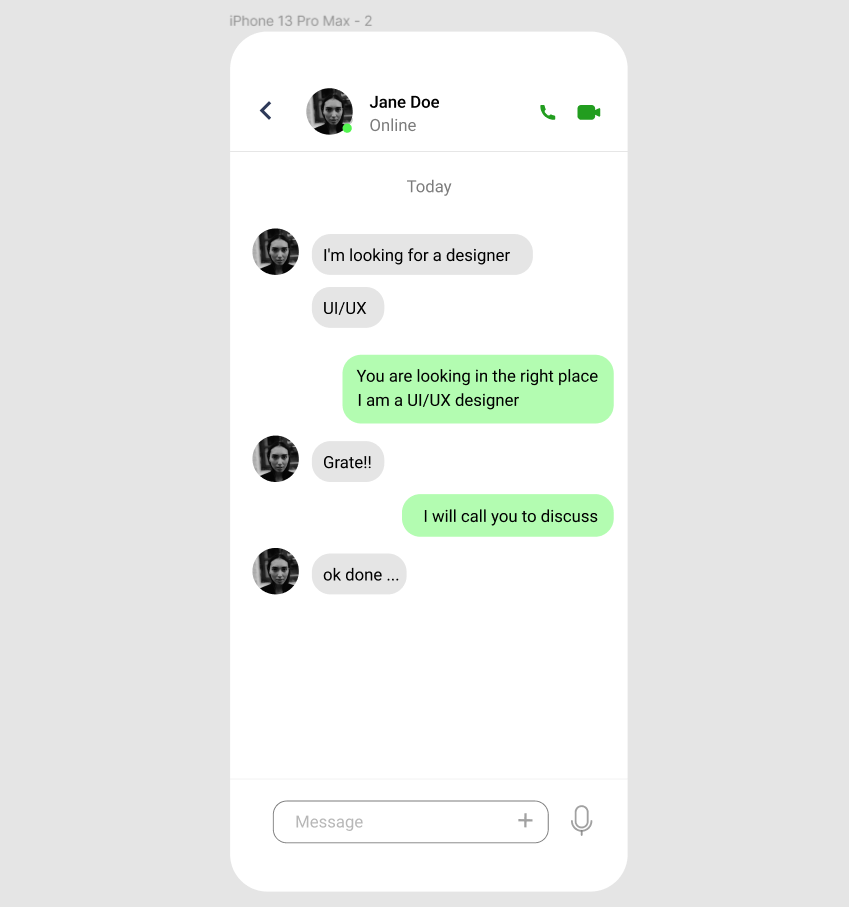 iPhone 13 Pro Max - 2
Jane Doe
Online
Today
I'm looking for a designer
UI/UX
You are looking in the right place
I am a UI/UX designer
Grate!!
I will call you to discuss
ok done ...
Message